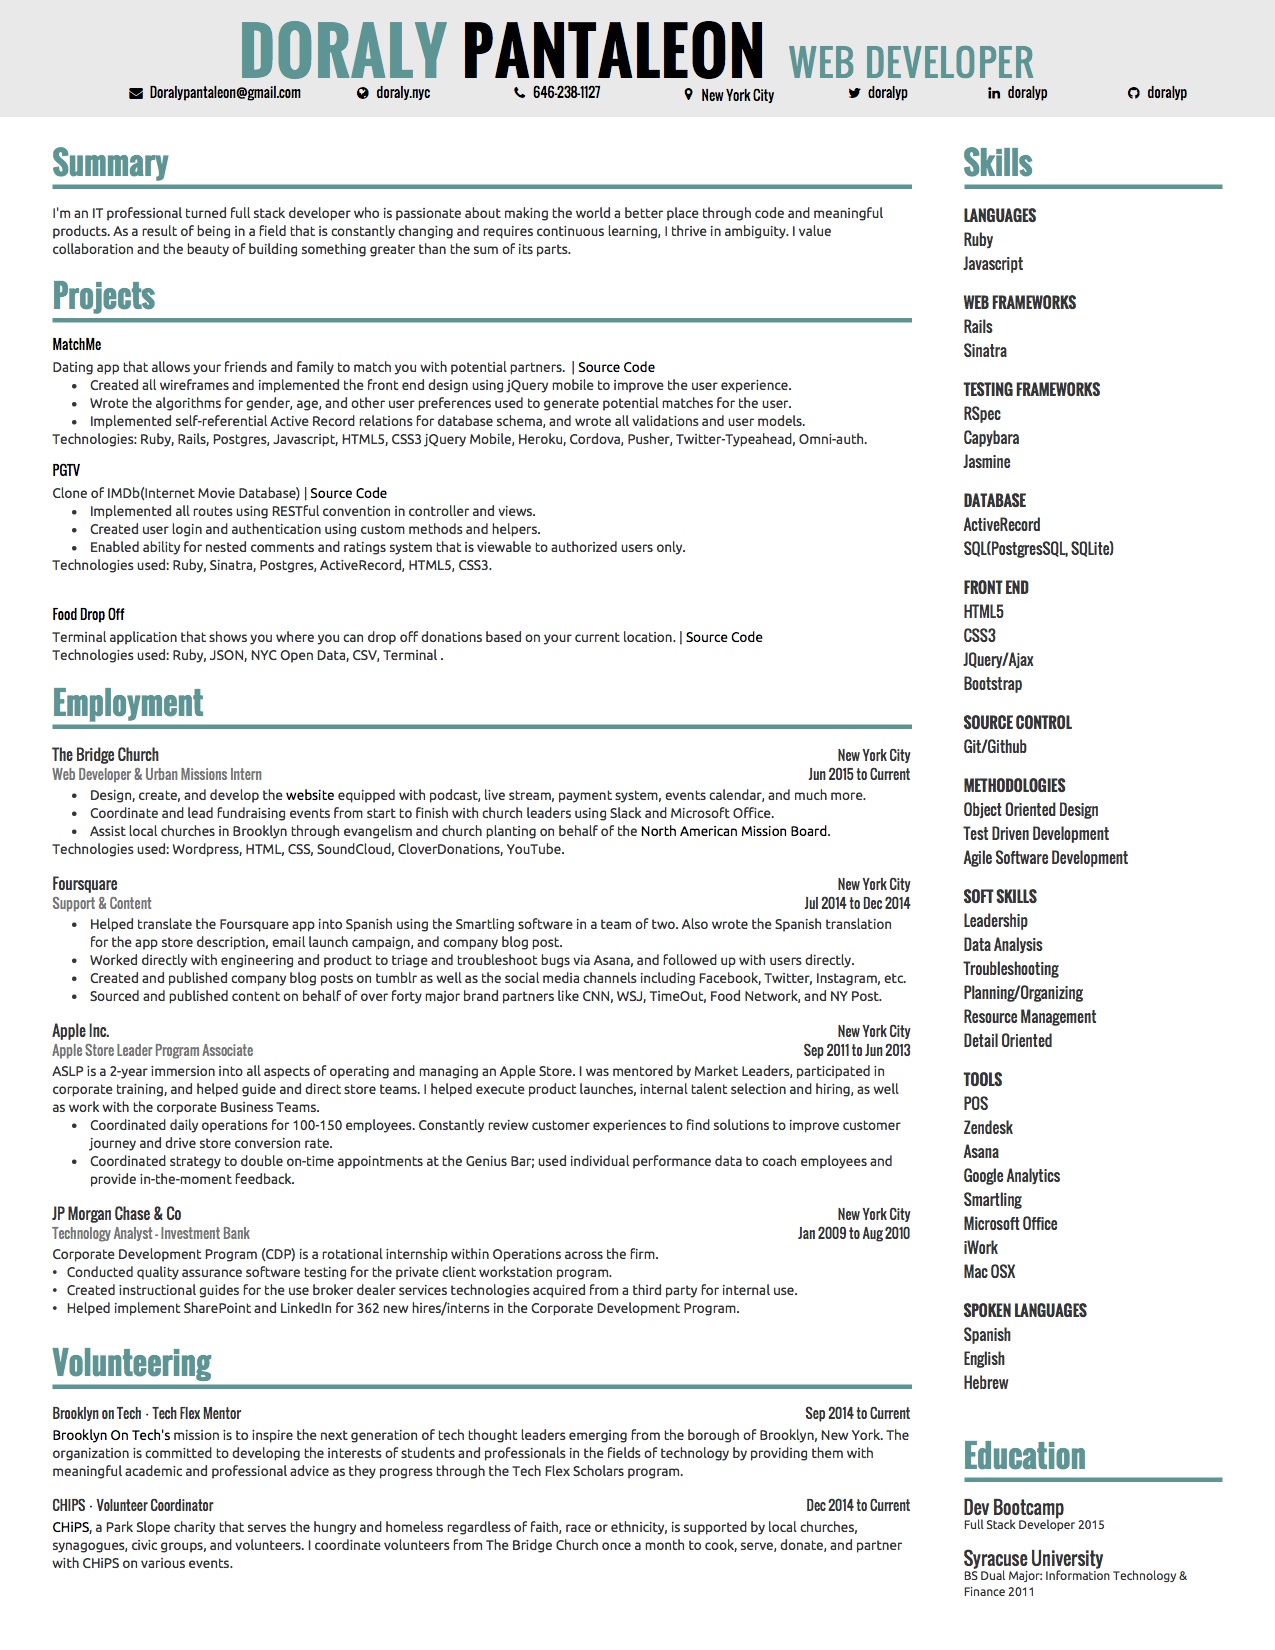 DORALY PANTALEON WEB DEVELOPER
Doralypantaleon@gmail.com doraly.nyc 646-238-1127 New York City doralyp doralyp doralyp
Summary
I'm an IT professional turned full stack developer who is passionate about making the world a better place through code and meaningful
products. As a result of being in a field that is constantly changing and requires continuous learning, I thrive in ambiguity. I value
collaboration and the beauty of building something greater than the sum of its parts.
Projects
MatchMe
Dating app that allows your friends and family to match you with potential partners. | Source Code
• Created all wireframes and implemented the front end design using jQuery mobile to improve the user experience.
• Wrote the algorithms for gender, age, and other user preferences used to generate potential matches for the user.
• Implemented self-referential Active Record relations for database schema, and wrote all validations and user models.
Technologies: Ruby, Rails, Postgres, Javascript, HTML5, CSS3 jQuery Mobile, Heroku, Cordova, Pusher, Twitter-Typeahead, Omni-auth.
PGTV
Clone of IMDb(Internet Movie Database) | Source Code
• Implemented all routes using RESTful convention in controller and views.
• Created user login and authentication using custom methods and helpers.
• Enabled ability for nested comments and ratings system that is viewable to authorized users only.
Technologies used: Ruby, Sinatra, Postgres, ActiveRecord, HTML5, CSS3.
Food Drop Off
Terminal application that shows you where you can drop off donations based on your current location. | Source Code
Technologies used: Ruby, JSON, NYC Open Data, CSV, Terminal .
Employment
The Bridge Church New York City
Web Developer & Urban Missions Intern Jun 2015 to Current
• Design, create, and develop the website equipped with podcast, live stream, payment system, events calendar, and much more.
• Coordinate and lead fundraising events from start to finish with church leaders using Slack and Microsoft Office.
• Assist local churches in Brooklyn through evangelism and church planting on behalf of the North American Mission Board.
Technologies used: Wordpress, HTML, CSS, SoundCloud, CloverDonations, YouTube.
Foursquare New York City
Support & Content Jul 2014 to Dec 2014
• Helped translate the Foursquare app into Spanish using the Smartling software in a team of two. Also wrote the Spanish translation
for the app store description, email launch campaign, and company blog post.
• Worked directly with engineering and product to triage and troubleshoot bugs via Asana, and followed up with users directly.
• Created and published company blog posts on tumblr as well as the social media channels including Facebook, Twitter, Instagram, etc.
• Sourced and published content on behalf of over forty major brand partners like CNN, WSJ, TimeOut, Food Network, and NY Post.
Apple Inc. New York City
Apple Store Leader Program Associate Sep 2011 to Jun 2013
ASLP is a 2-year immersion into all aspects of operating and managing an Apple Store. I was mentored by Market Leaders, participated in
corporate training, and helped guide and direct store teams. I helped execute product launches, internal talent selection and hiring, as well
as work with the corporate Business Teams.
• Coordinated daily operations for 100-150 employees. Constantly review customer experiences to find solutions to improve customer
journey and drive store conversion rate.
• Coordinated strategy to double on-time appointments at the Genius Bar; used individual performance data to coach employees and
provide in-the-moment feedback.
JP Morgan Chase & Co New York City
Technology Analyst - Investment Bank Jan 2009 to Aug 2010
Corporate Development Program (CDP) is a rotational internship within Operations across the firm.
• Conducted quality assurance software testing for the private client workstation program.
• Created instructional guides for the use broker dealer services technologies acquired from a third party for internal use.
• Helped implement SharePoint and LinkedIn for 362 new hires/interns in the Corporate Development Program.
Volunteering
Brooklyn on Tech · Tech Flex Mentor Sep 2014 to Current
Brooklyn On Tech's mission is to inspire the next generation of tech thought leaders emerging from the borough of Brooklyn, New York. The
organization is committed to developing the interests of students and professionals in the fields of technology by providing them with
meaningful academic and professional advice as they progress through the Tech Flex Scholars program.
CHIPS · Volunteer Coordinator Dec 2014 to Current
CHiPS, a Park Slope charity that serves the hungry and homeless regardless of faith, race or ethnicity, is supported by local churches,
synagogues, civic groups, and volunteers. I coordinate volunteers from The Bridge Church once a month to cook, serve, donate, and partner
with CHiPS on various events.
Skills
LANGUAGES
Ruby
Javascript
WEB FRAMEWORKS
Rails
Sinatra
TESTING FRAMEWORKS
RSpec
Capybara
Jasmine
DATABASE
ActiveRecord
SQL(PostgresSQL, SQLite)
FRONT END
HTML5
CSS3
JQuery/Ajax
Bootstrap
SOURCE CONTROL
Git/Github
METHODOLOGIES
Object Oriented Design
Test Driven Development
Agile Software Development
SOFT SKILLS
Leadership
Data Analysis
Troubleshooting
Planning/Organizing
Resource Management
Detail Oriented
TOOLS
POS
Zendesk
Asana
Google Analytics
Smartling
Microsoft Office
iWork
Mac OSX
SPOKEN LANGUAGES
Spanish
English
Hebrew
Education
Dev Bootcamp
Full Stack Developer 2015
Syracuse University
BS Dual Major: Information Technology &
Finance 2011